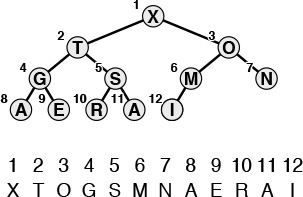 1 X
2 T 3 O
4 G 5 S 6 M 7 N
8 A 9 E 10 R 11 A 12 I
1 2 3 4 5 6 7 8 9 10 11 12
X T O G S M N A E R A I